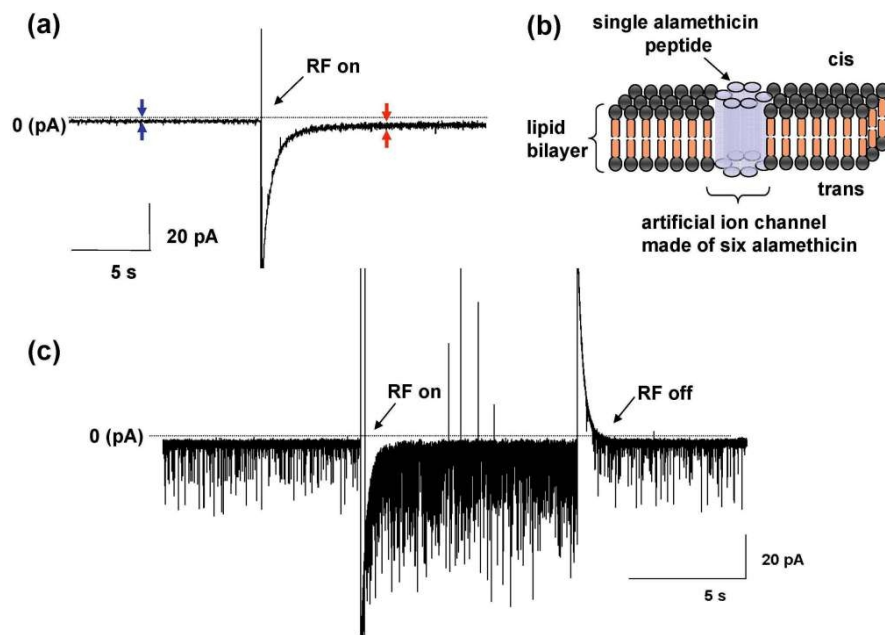 (a)
RF on
0 (pA)
20 pA
5 s
(b)
single alamethicin
peptide
cis
lipid
bilayer
trans
artificial ion channel
made of six alamethicin
(c)
RF on
RF off
0 (pA)
20 pA
5 s